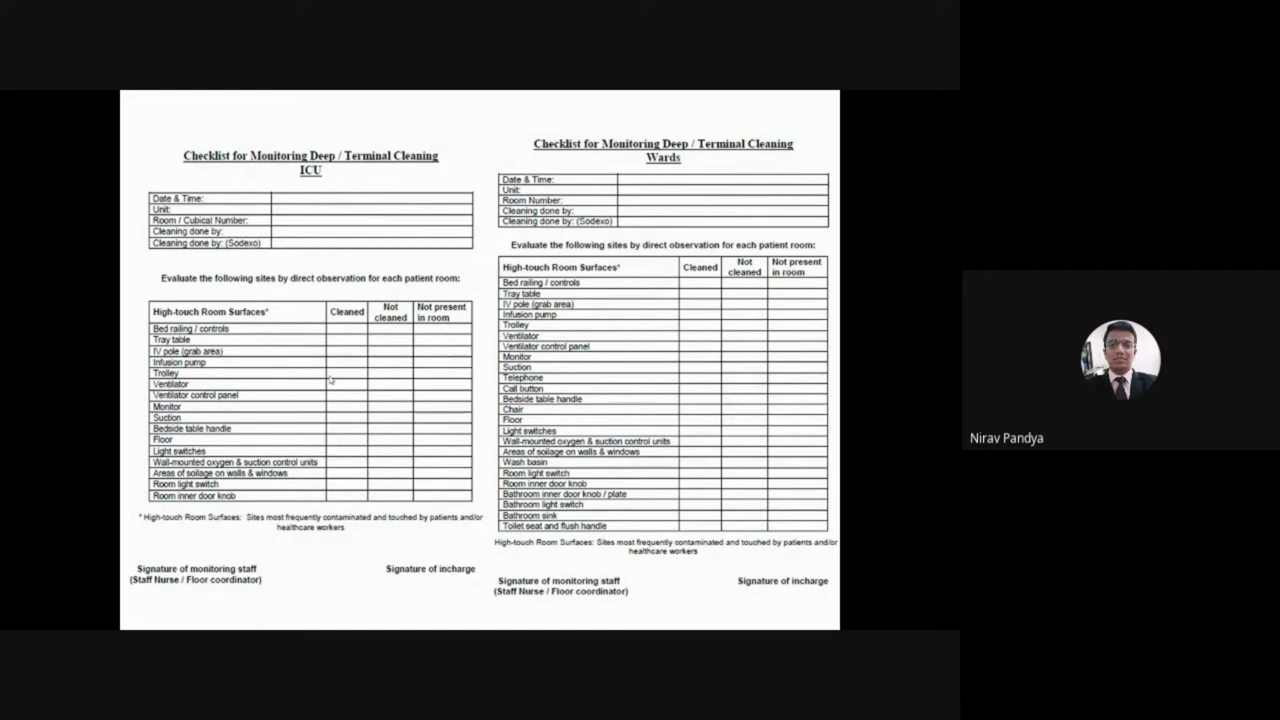 Checklist for Monitoring Deep / Terminal Cleaning
ICU
Date & Time:
Unit:
Room / Cubical Number:
Cleaning done by:
Cleaning done by: (Sodexo)
Evaluate the following sites by direct observation for each patient room:
High-touch Room Surfaces* Cleaned Not cleaned Not present in room
Bed railing / controls
Tray table
IV pole (grab area)
Infusion pump
Trolley
Ventilator
Ventilator control panel
Monitor
Suction
Bedside table handle
Floor
Light switches
Wall-mounted oxygen & suction control units
Areas of soilage on walls & windows
Room light switch
Room inner door knob
* High-touch Room Surfaces: Sites most frequently contaminated and touched by patients and/or
healthcare workers
Signature of monitoring staff Signature of incharge
(Staff Nurse / Floor coordinator)
Checklist for Monitoring Deep / Terminal Cleaning
Wards
Date & Time:
Unit:
Room Number:
Cleaning done by:
Cleaning done by: (Sodexo)
Evaluate the following sites by direct observation for each patient room:
High-touch Room Surfaces* Cleaned Not cleaned Not present in room
Bed railing / controls
Tray table
IV pole (grab area)
Infusion pump
Trolley
Ventilator
Ventilator control panel
Monitor
Suction
Telephone
Call button
Bedside table handle
Chair
Floor
Light switches
Wall-mounted oxygen & suction control units
Areas of soilage on walls & windows
Wash basin
Room light switch
Room inner door knob
Bathroom inner door knob / plate
Bathroom light switch
Bathroom sink
Toilet seat and flush handle
High-touch Room Surfaces: Sites most frequently contaminated and touched by patients and/or
healthcare workers
Signature of monitoring staff Signature of incharge
(Staff Nurse / Floor coordinator)
Nirav Pandya